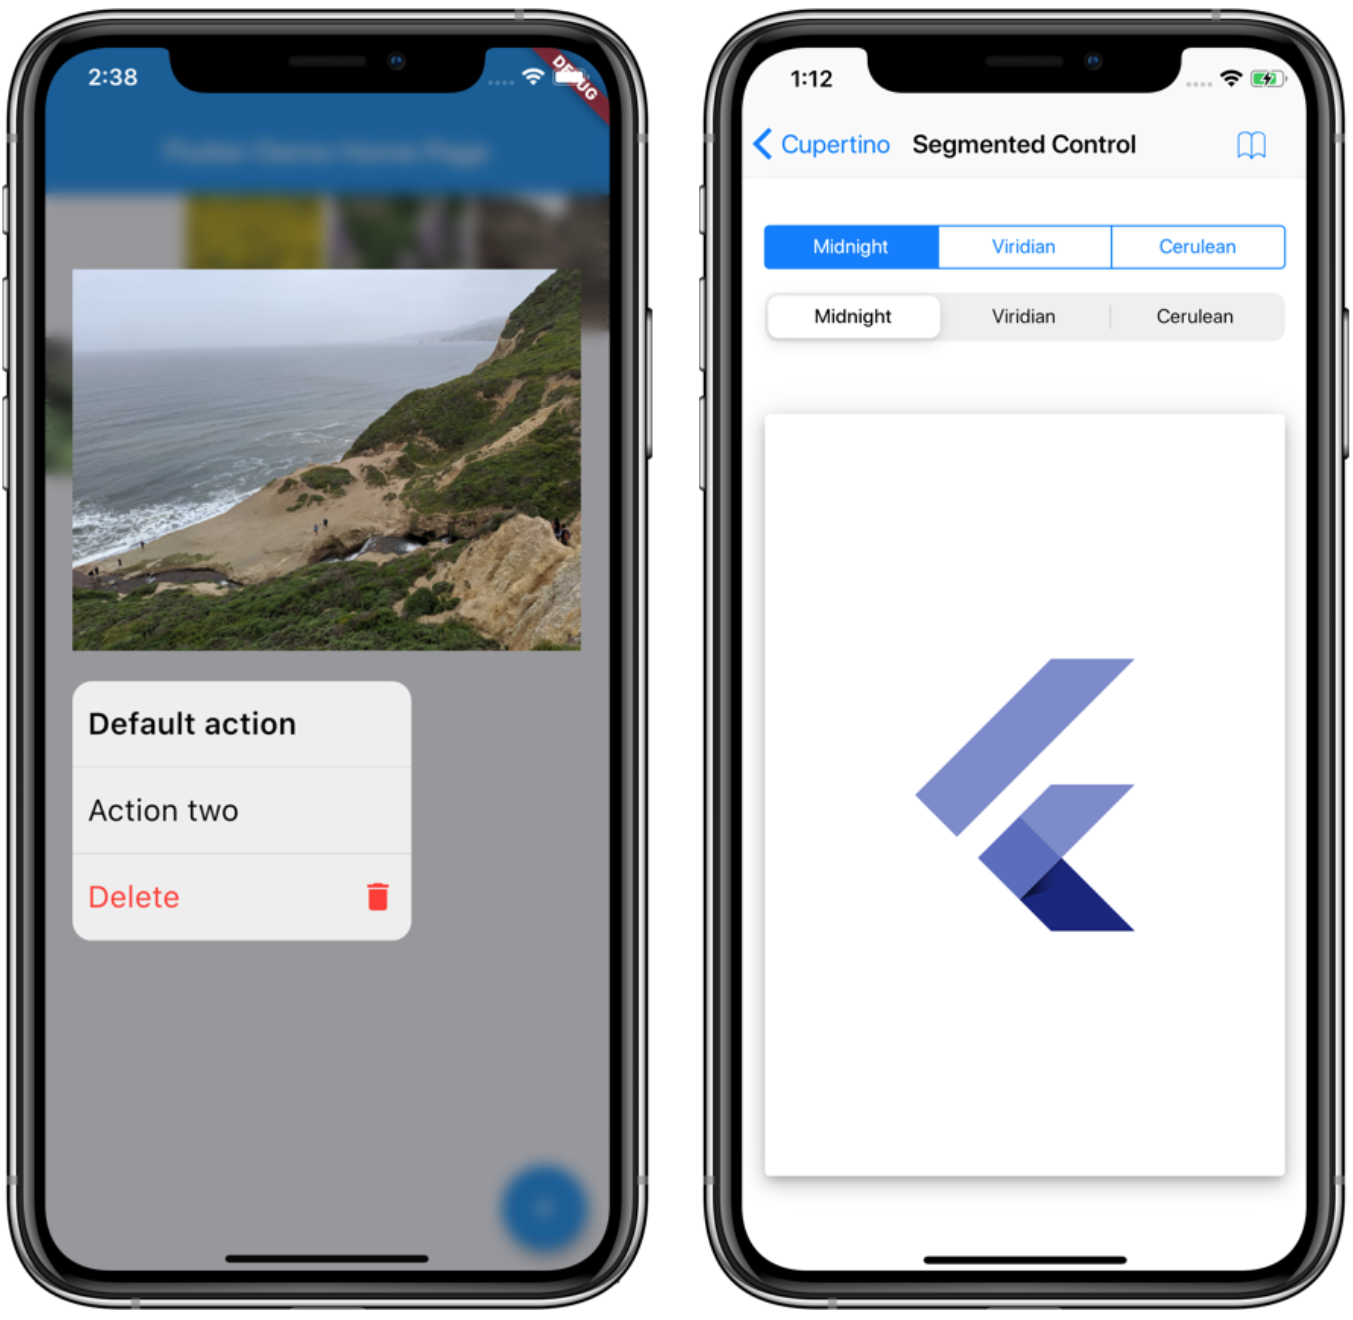 2:38
DEBUG
Default action
Action two
Delete
1:12
Cupertino Segmented Control
Midnight Viridian Cerulean
Midnight Viridian Cerulean